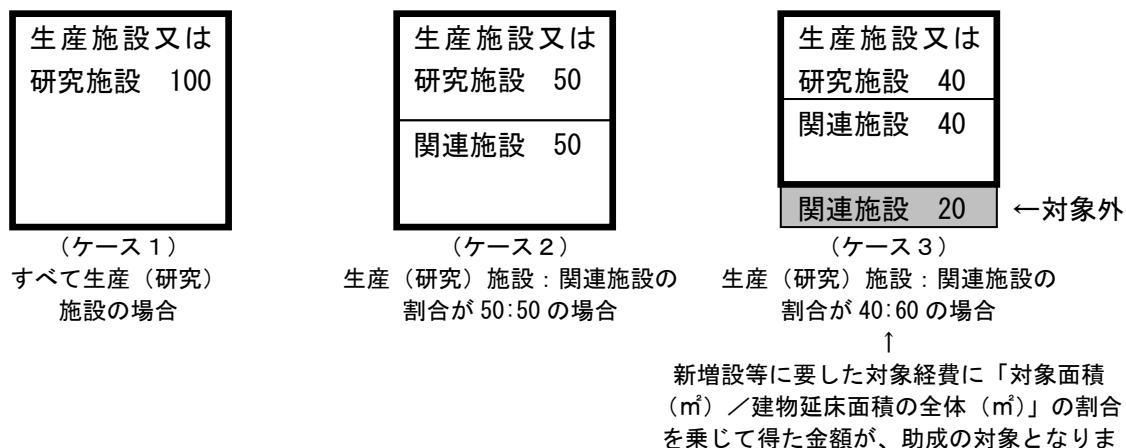 生産施設又は
研究施設　100
（ケース１）
すべて生産（研究）
施設の場合
生産施設又は
研究施設　50
関連施設　50
（ケース２）
生産（研究）施設：関連施設の
割合が 50:50 の場合
生産施設又は
研究施設　40
関連施設　40
関連施設　20
←対象外
（ケース３）
生産（研究）施設：関連施設の
割合が 40:60 の場合
↑
新増設等に要した対象経費に「対象面積
（㎡）／建物延床面積の全体（㎡）」の割合
を乗じて得た金額が、助成の対象となりま